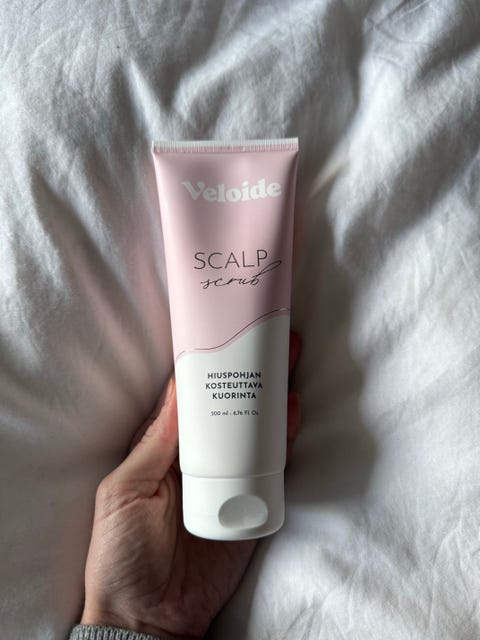 Veloide
SCALP
scrub
HIUSPOHJAN
KOSTEUTTAVA
KUORINTA
200 ml - 6.76 Fl Oz